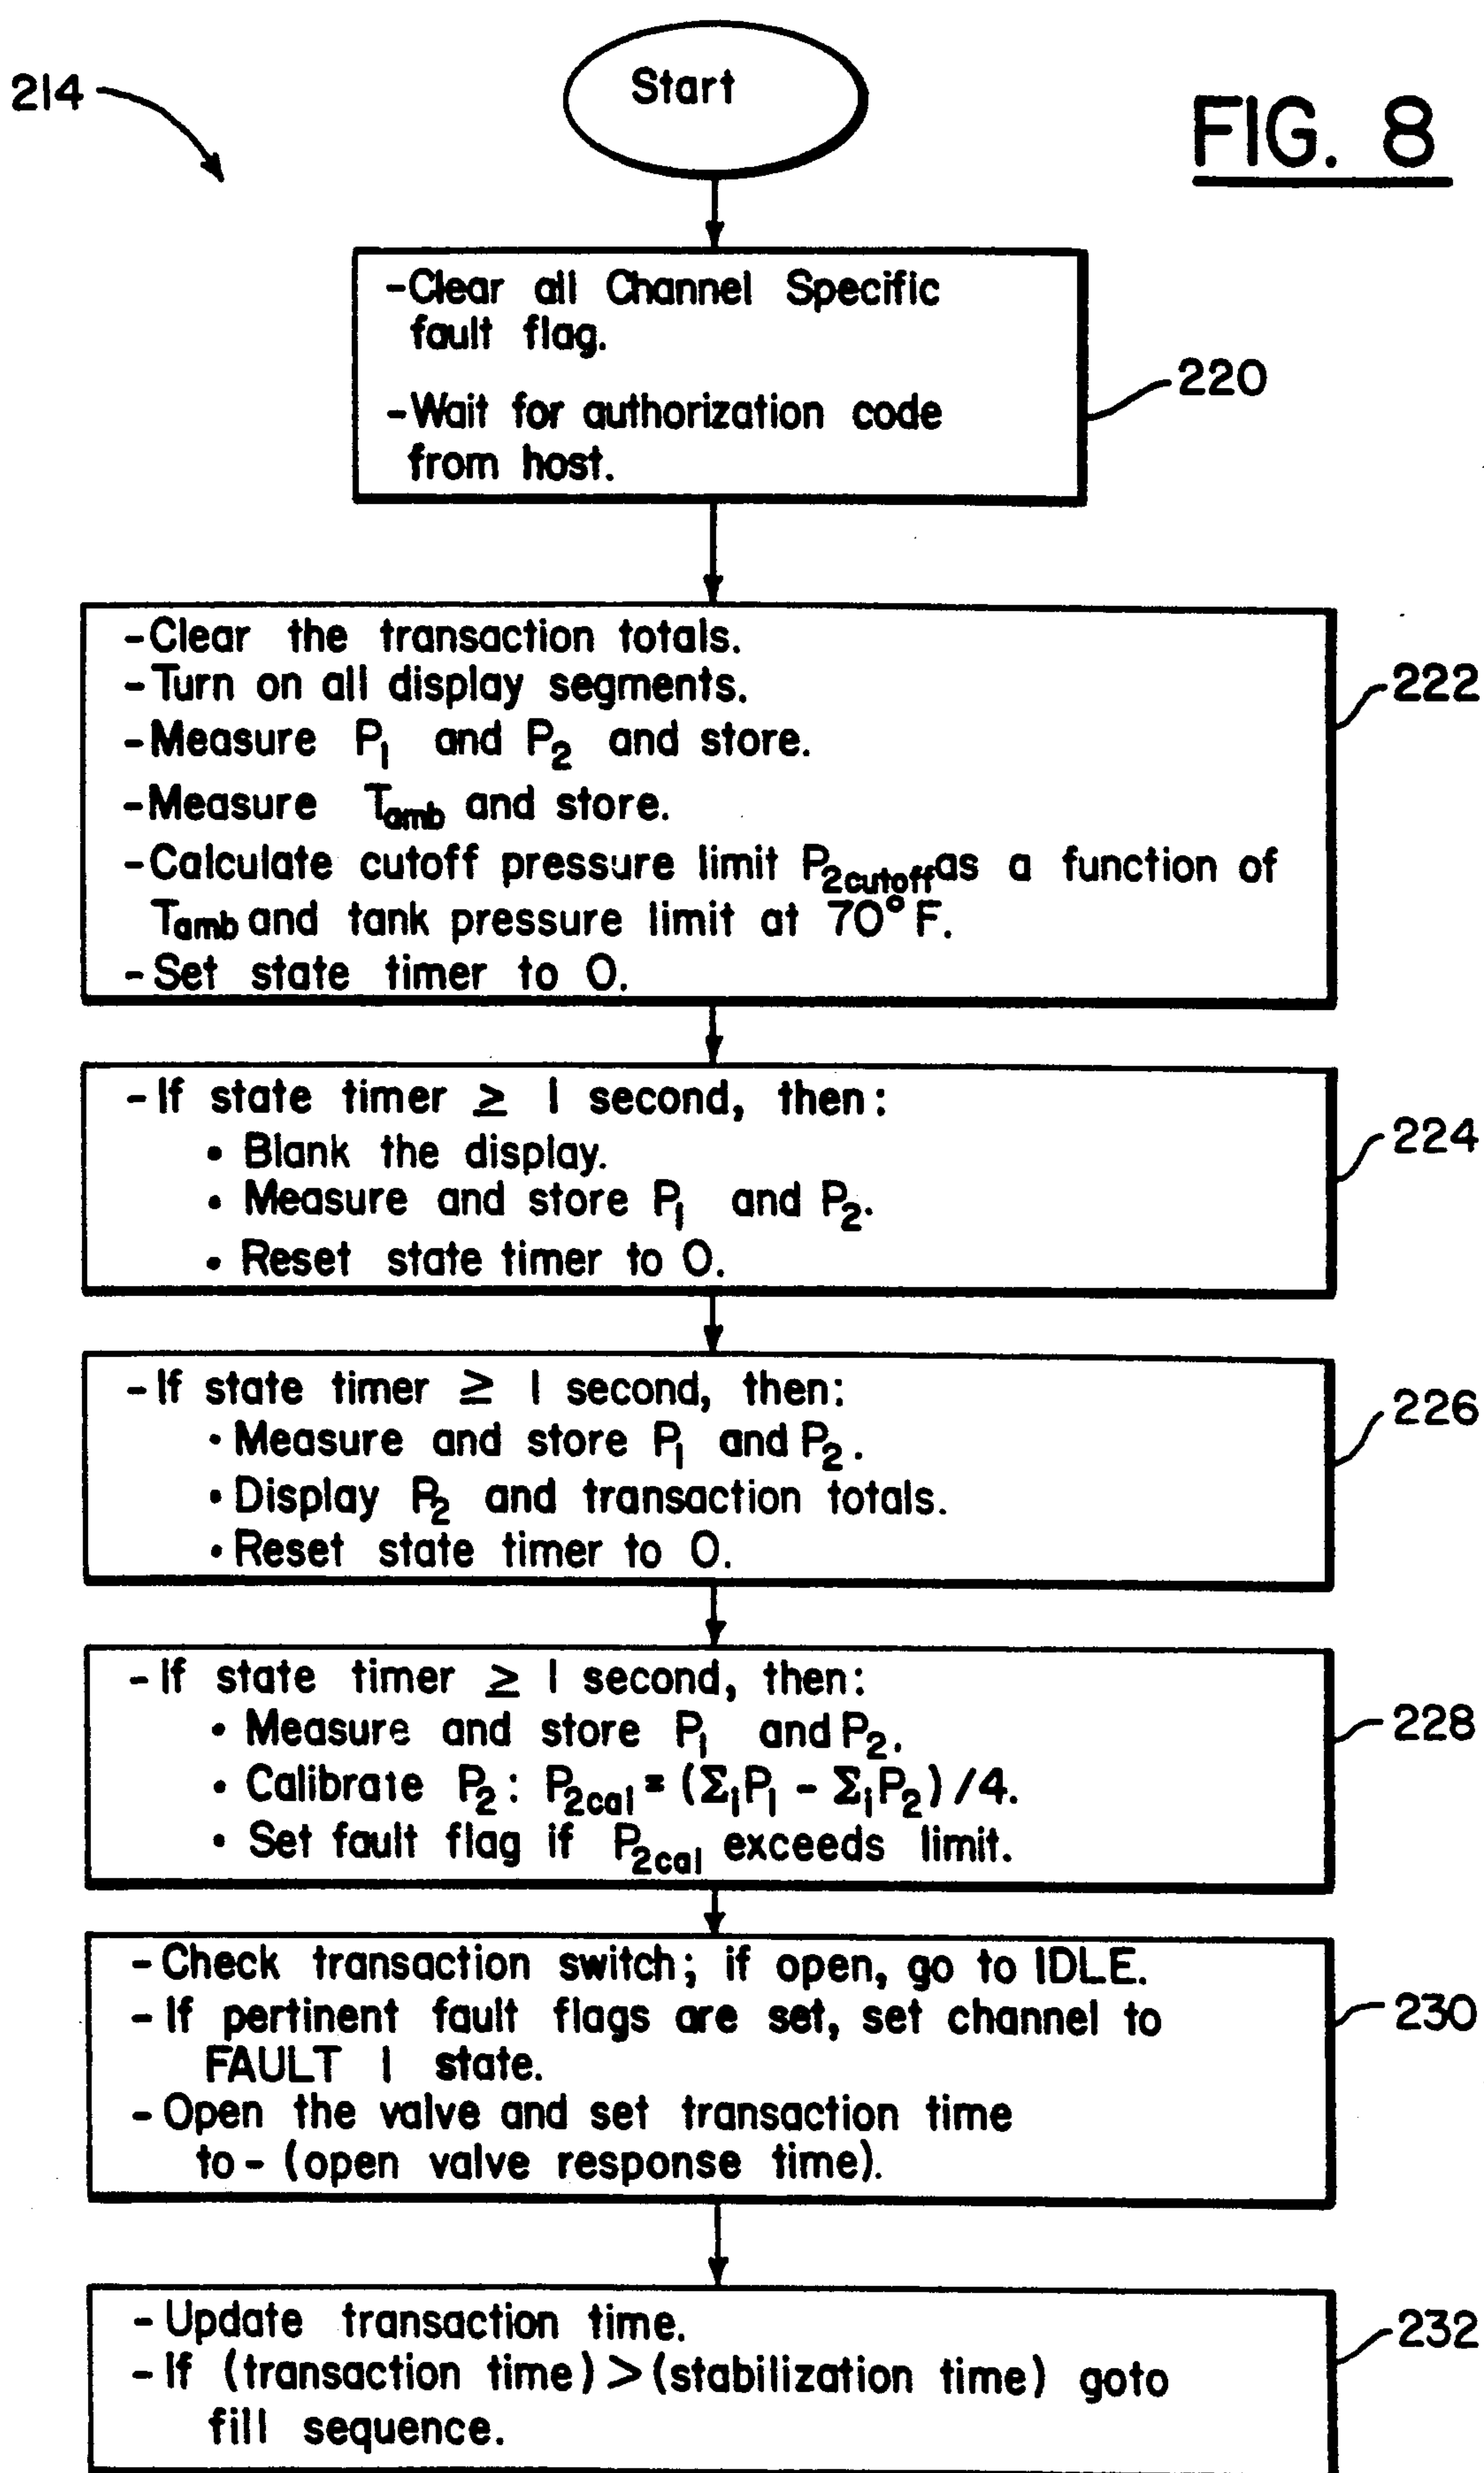 214
Start
FIG. 8
-Clear all Channel Specific
fault flag.
-Wait for authorization code
from host.
220
-Clear the transaction totals.
-Turn on all display segments.
-Measure P1 and P2 and store.
-Measure Tamb and store.
-Calculate cutoff pressure limit P2cutoff as a function of
Tamb and tank pressure limit at 70° F.
-Set state timer to 0.
222
-If state timer ≥ 1 second, then:
• Blank the display.
• Measure and store P1 and P2.
• Reset state timer to 0.
224
-If state timer ≥ 1 second, then:
• Measure and store P1 and P2.
• Display P2 and transaction totals.
• Reset state timer to 0.
226
-If state timer ≥ 1 second, then:
• Measure and store P1 and P2.
• Calibrate P2: P2cal = (ΣiP1 - ΣiP2)/4.
• Set fault flag if P2cal exceeds limit.
228
-Check transaction switch; if open, go to IDLE.
-If pertinent fault flags are set, set channel to
FAULT 1 state.
-Open the valve and set transaction time
to - (open valve response time).
230
-Update transaction time.
-If (transaction time) > (stabilization time) goto
fill sequence.
232